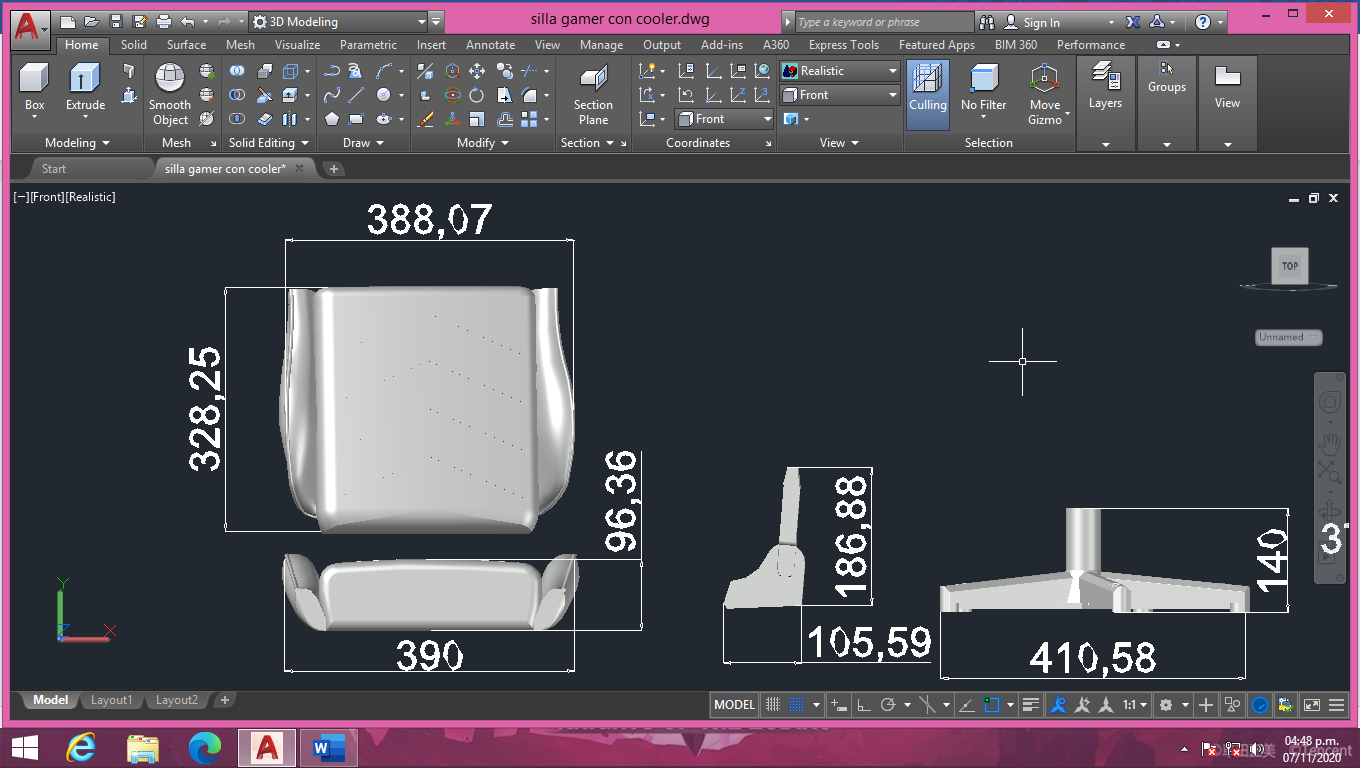 silla gamer con cooler.dwg
3D Modeling
Type a keyword or phrase
Sign In
Home Solid Surface Mesh Visualize Parametric Insert Annotate View Manage Output Add-ins A360 Express Tools Featured Apps BIM 360 Performance
Box
Extrude
Smooth
Object
Section
Plane
Realistic
Front
Front
Culling
No Filter
Move
Gizmo
Layers
Groups
View
Modeling Mesh Solid Editing Draw Modify Section Coordinates View Selection
Start
silla gamer con cooler*
[−][Front][Realistic]
388,07
TOP
Unnamed
328,25
96,36
186,88
140
105,59
390
410,58
Y
X
Z
Model
Layout1
Layout2
MODEL
1:1
04:48 p.m.
07/11/2020